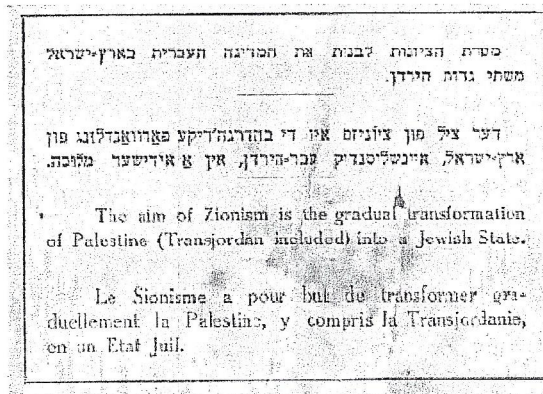 מטרת הציונות לבנות את המדינה העברית בארץ-ישראל
משתי גדות הירדן.
דער ציל פון ציוניזם איז די בהדרגה'דיקע פארוואנדלונג פון
ארץ-ישראל, איינשליסנדיק עבר-הירדן, אין א אידישער מלוכה.
The aim of Zionism is the gradual transformation
of Palestine (Transjordan included) into a Jewish State.
Le Sionisme a pour but de transformer gra-
duellement la Palestine, y compris la Transjordanie,
en un Etat Juif.